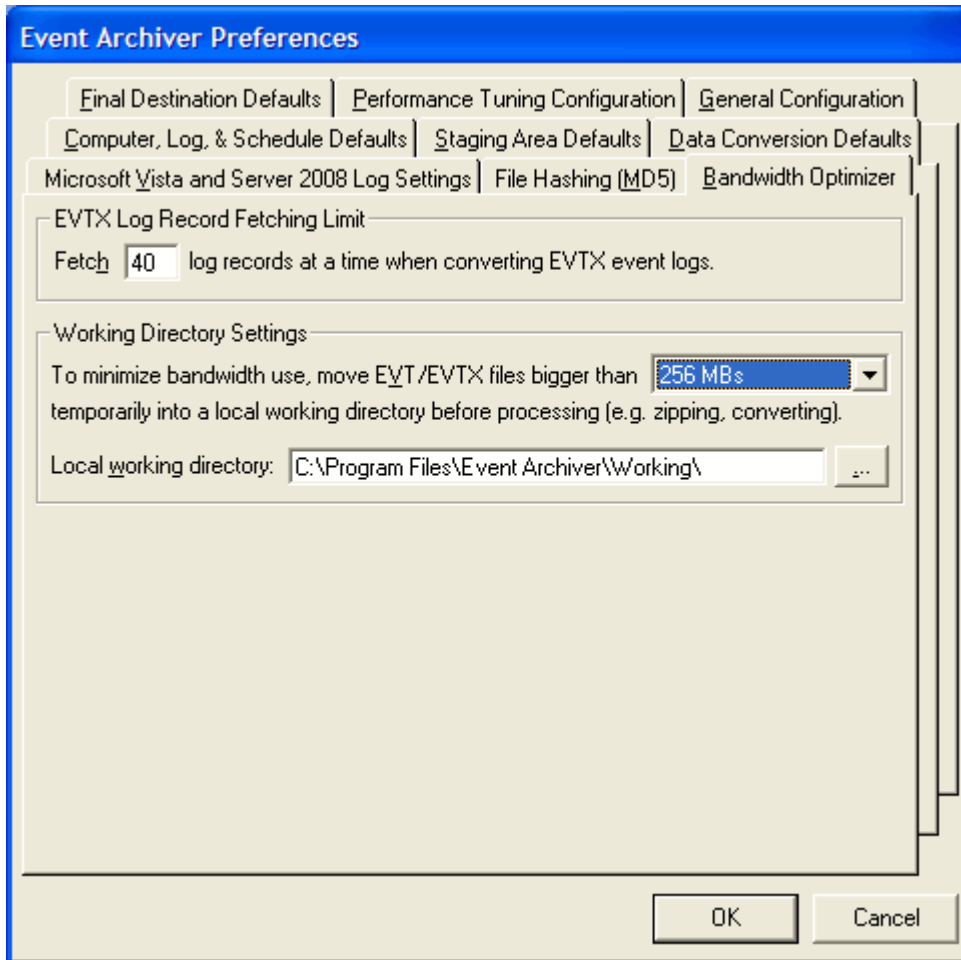 Event Archiver Preferences
Final Destination Defaults Performance Tuning Configuration General Configuration
Computer, Log, & Schedule Defaults Staging Area Defaults Data Conversion Defaults
Microsoft Vista and Server 2008 Log Settings File Hashing (MD5) Bandwidth Optimizer
EVTX Log Record Fetching Limit
Fetch 40 log records at a time when converting EVTX event logs.
Working Directory Settings
To minimize bandwidth use, move EVT/EVTX files bigger than 256 MBs
temporarily into a local working directory before processing (e.g. zipping, converting).
Local working directory: C:\Program Files\Event Archiver\Working\ ...
OK Cancel